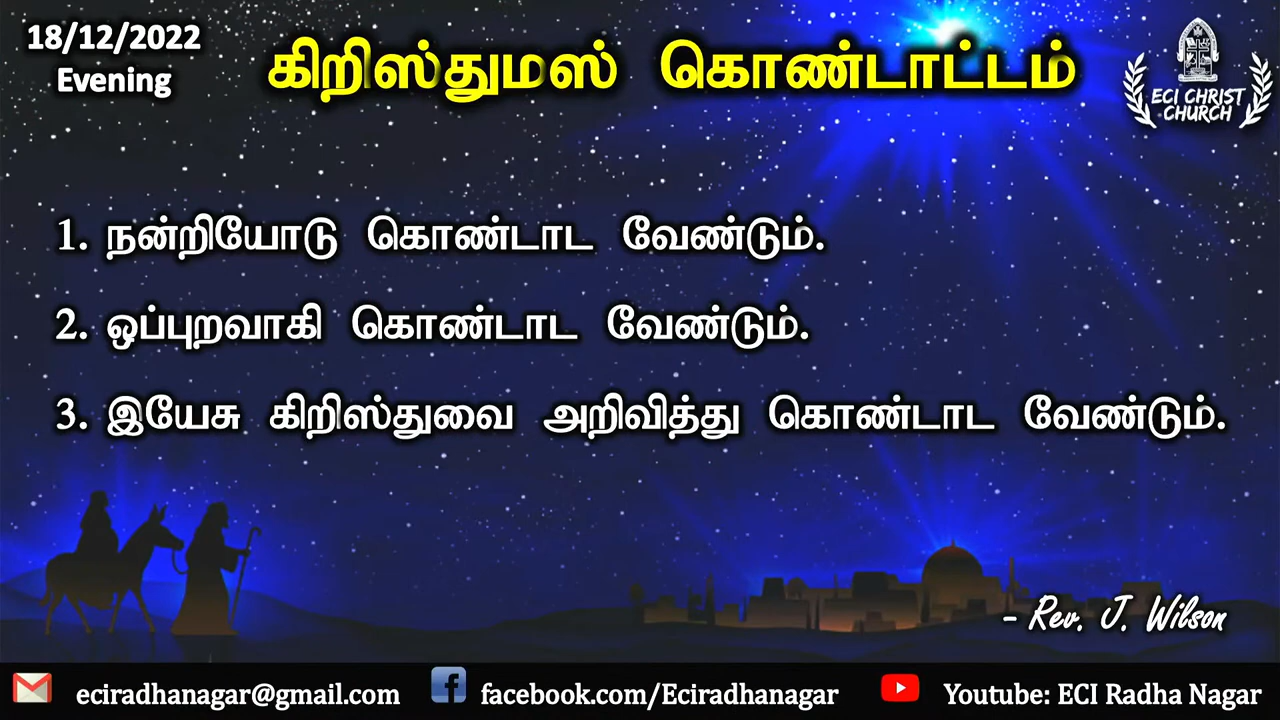 18/12/2022
Evening
கிறிஸ்துமஸ் கொண்டாட்டம்
ECI CHRIST
CHURCH
1. நன்றியோடு கொண்டாட வேண்டும்.
2. ஒப்புறவாகி கொண்டாட வேண்டும்.
3. இயேசு கிறிஸ்துவை அறிவித்து கொண்டாட வேண்டும்.
- Rev. J. Wilson
eciradhanagar@gmail.com
facebook.com/Eciradhanagar
Youtube: ECI Radha Nagar